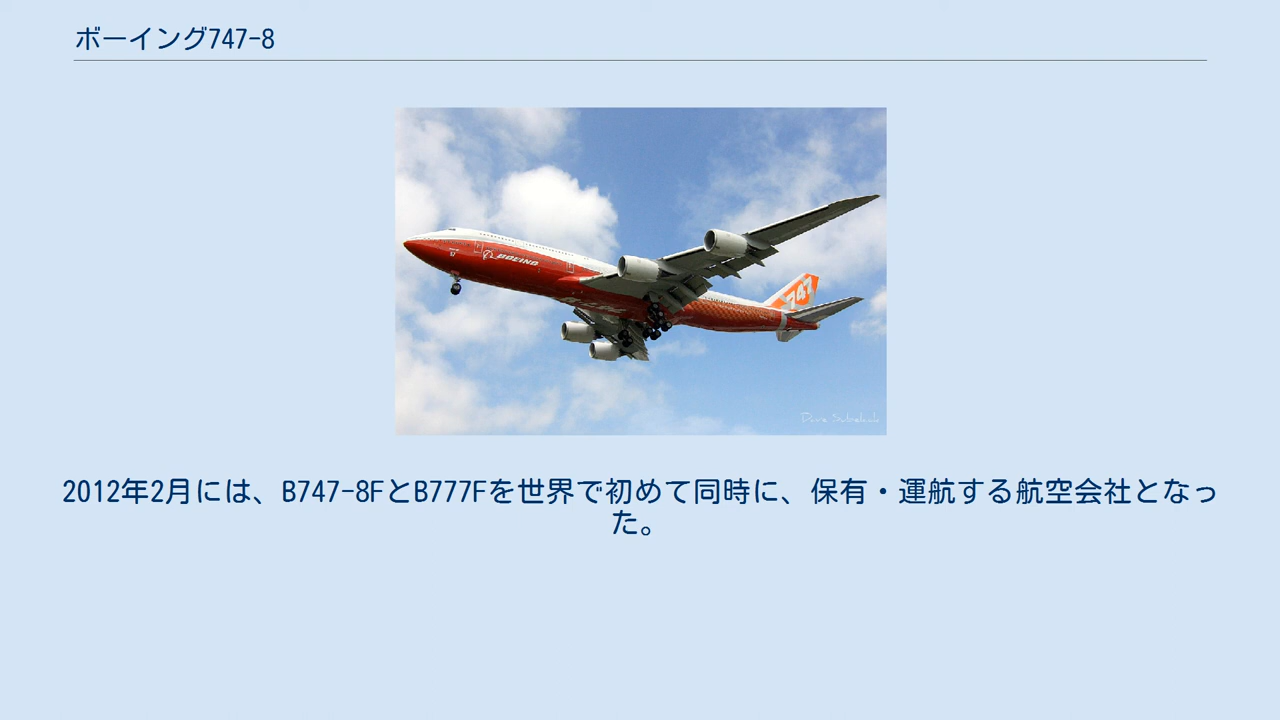 ボーイング747-8
BOEING
747
2012年2月には、B747-8FとB777Fを世界で初めて同時に、保有・運航する航空会社となっ
た。